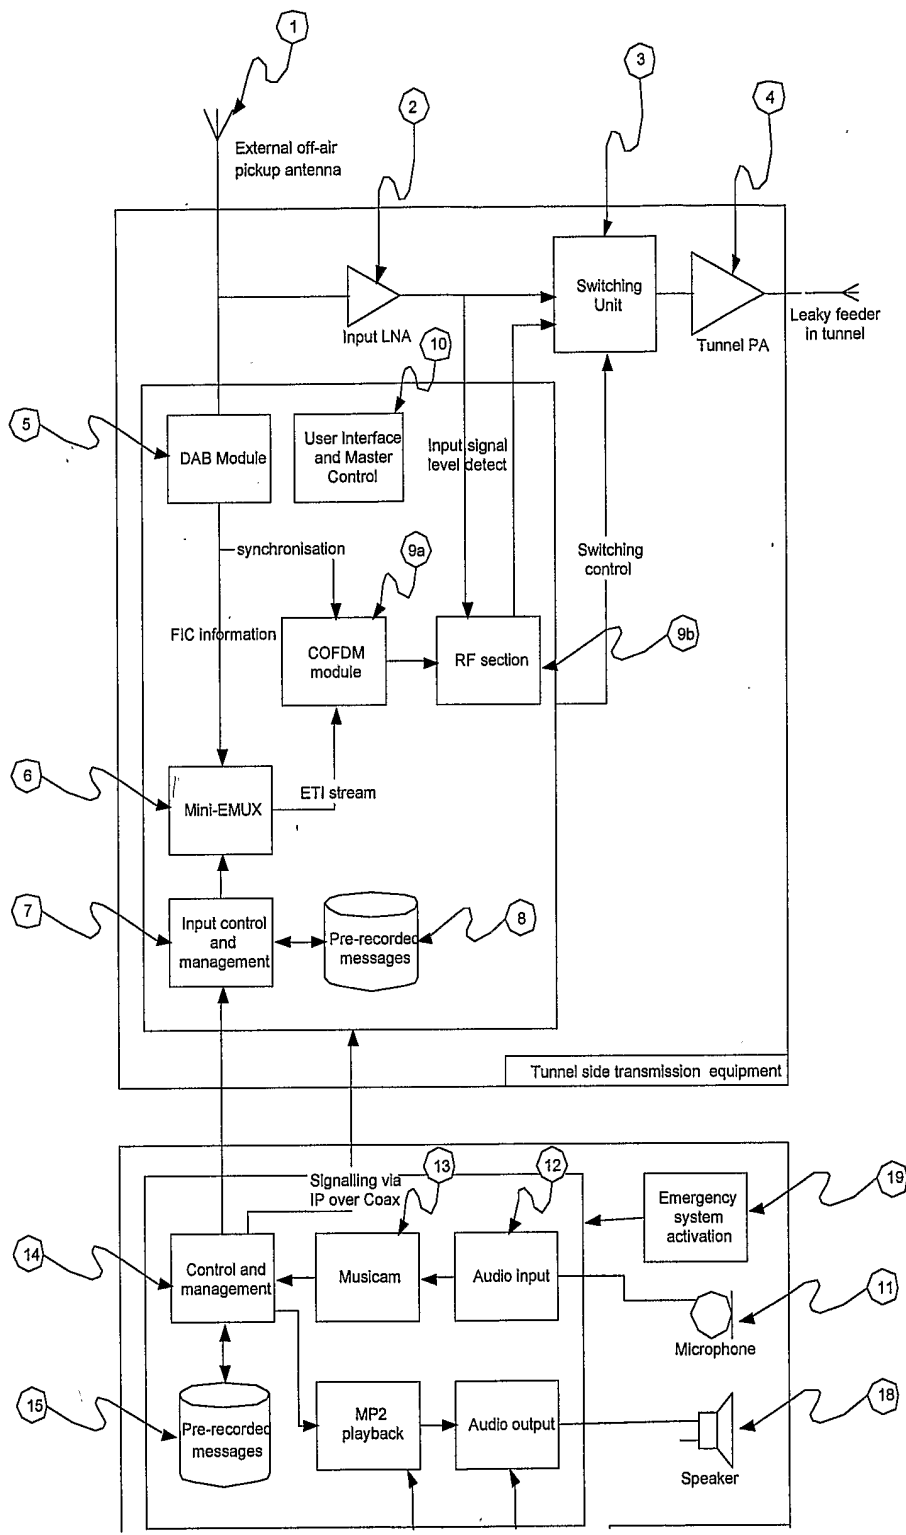 1
2
3
4
External off-air
pickup antenna
Switching
Unit
Input LNA
Tunnel PA
Leaky feeder
in tunnel
10
5
DAB Module
User Interface
and Master
Control
Input signal
level detect
synchronisation
9a
Switching
control
FIC information
COFDM
module
RF section
9b
6
Mini-EMUX
ETI stream
7
Input control
and
management
Pre-recorded
messages
8
Tunnel side transmission equipment
Signalling via
IP over Coax
13
12
Emergency
system
activation
19
14
Control and
management
Musicam
Audio input
11
Microphone
15
Pre-recorded
messages
MP2
playback
Audio output
18
Speaker